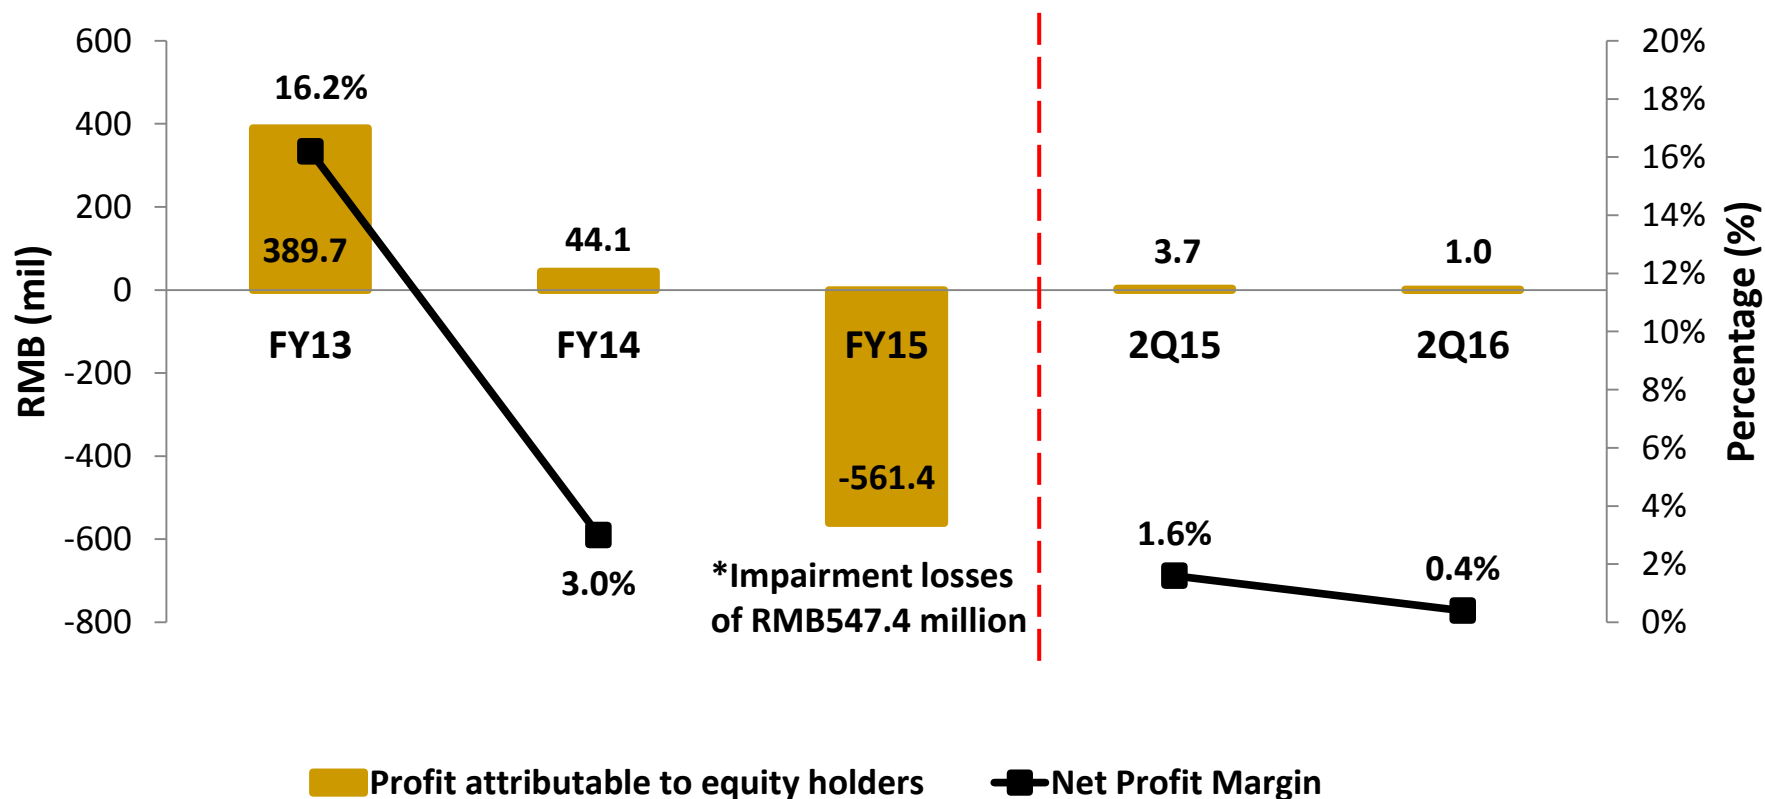 600
400
200
0
-200
-400
-600
-800
RMB (mil)
20%
18%
16%
14%
12%
10%
8%
6%
4%
2%
0%
Percentage (%)
16.2%
389.7
44.1
3.7
1.0
FY13
FY14
FY15
2Q15
2Q16
-561.4
3.0%
1.6%
0.4%
*Impairment losses
of RMB547.4 million
Profit attributable to equity holders
Net Profit Margin